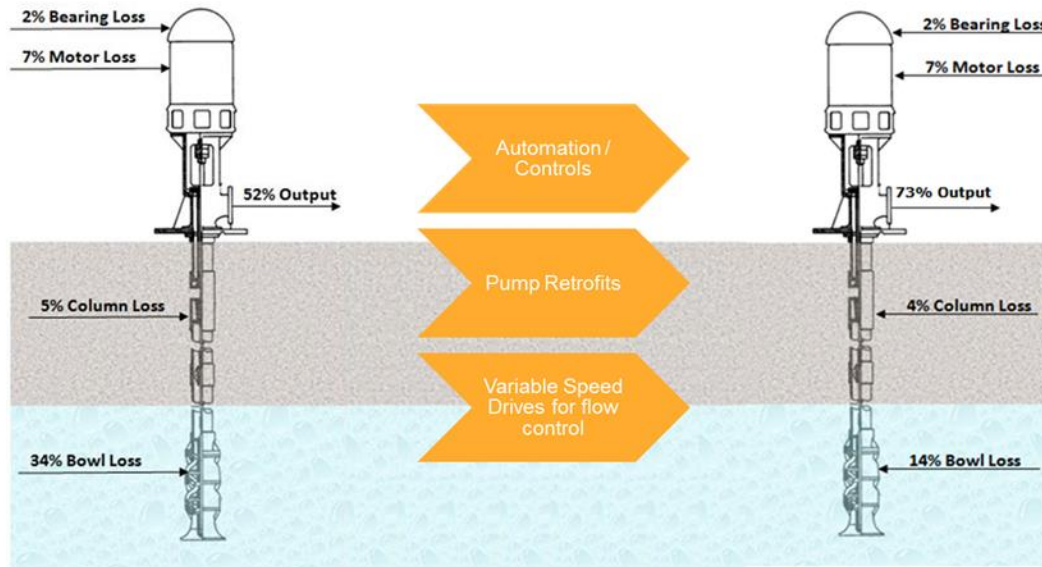 2% Bearing Loss
7% Motor Loss
52% Output
5% Column Loss
34% Bowl Loss
Automation /
Controls
Pump Retrofits
Variable Speed
Drives for flow
control
2% Bearing Loss
7% Motor Loss
73% Output
4% Column Loss
14% Bowl Loss